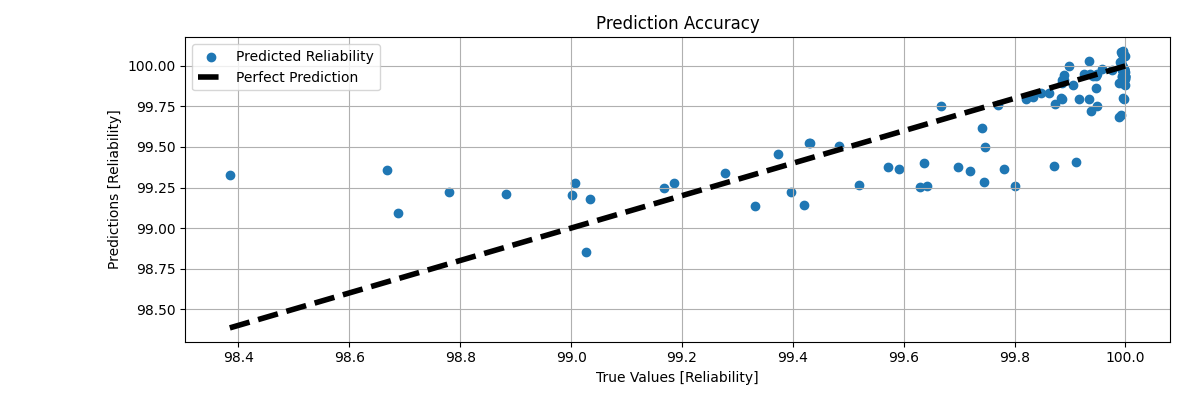 Prediction Accuracy
Predicted Reliability
Perfect Prediction
Predictions [Reliability]
100.00
99.75
99.50
99.25
99.00
98.75
98.50
98.4 98.6 98.8 99.0 99.2 99.4 99.6 99.8 100.0
True Values [Reliability]